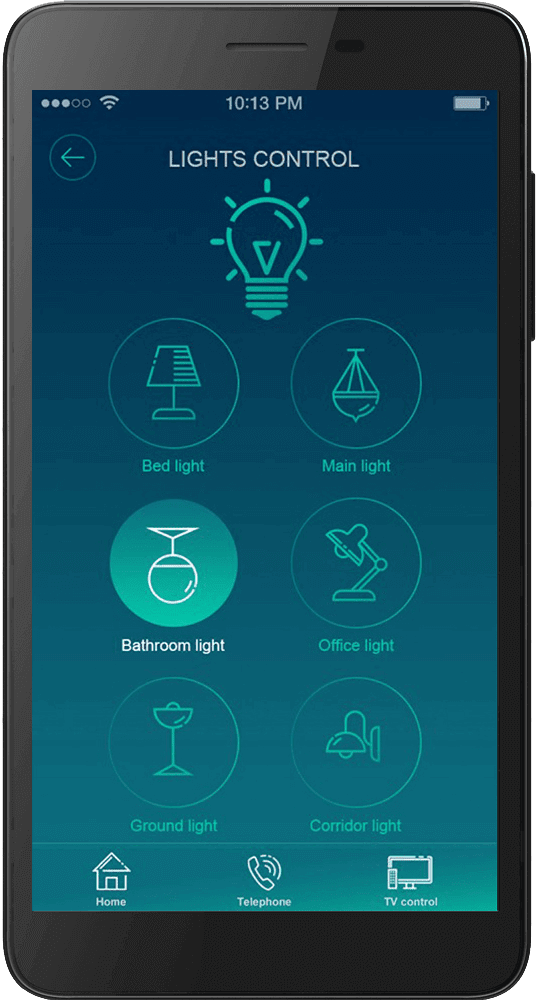 10:13 PM
LIGHTS CONTROL
Bed light
Main light
Bathroom light
Office light
Ground light
Corridor light
Home
Telephone
TV control